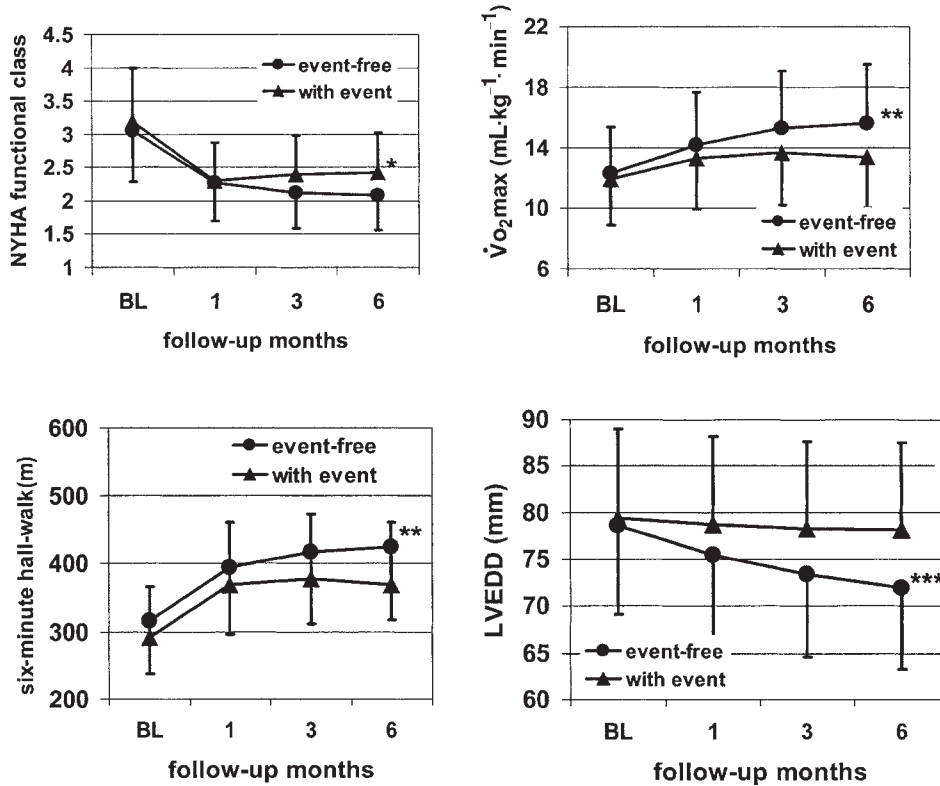 NYHA functional class
4.5
4
3.5
3
2.5
2
1.5
1
event-free
with event
*
BL 1 3 6
follow-up months
V̇o₂max (mL·kg⁻¹·min⁻¹)
22
18
14
10
6
**
event-free
with event
BL 1 3 6
follow-up months
six-minute hall-walk(m)
600
500
400
300
200
event-free
with event
**
BL 1 3 6
follow-up months
LVEDD (mm)
90
85
80
75
70
65
60
***
event-free
with event
BL 1 3 6
follow-up months